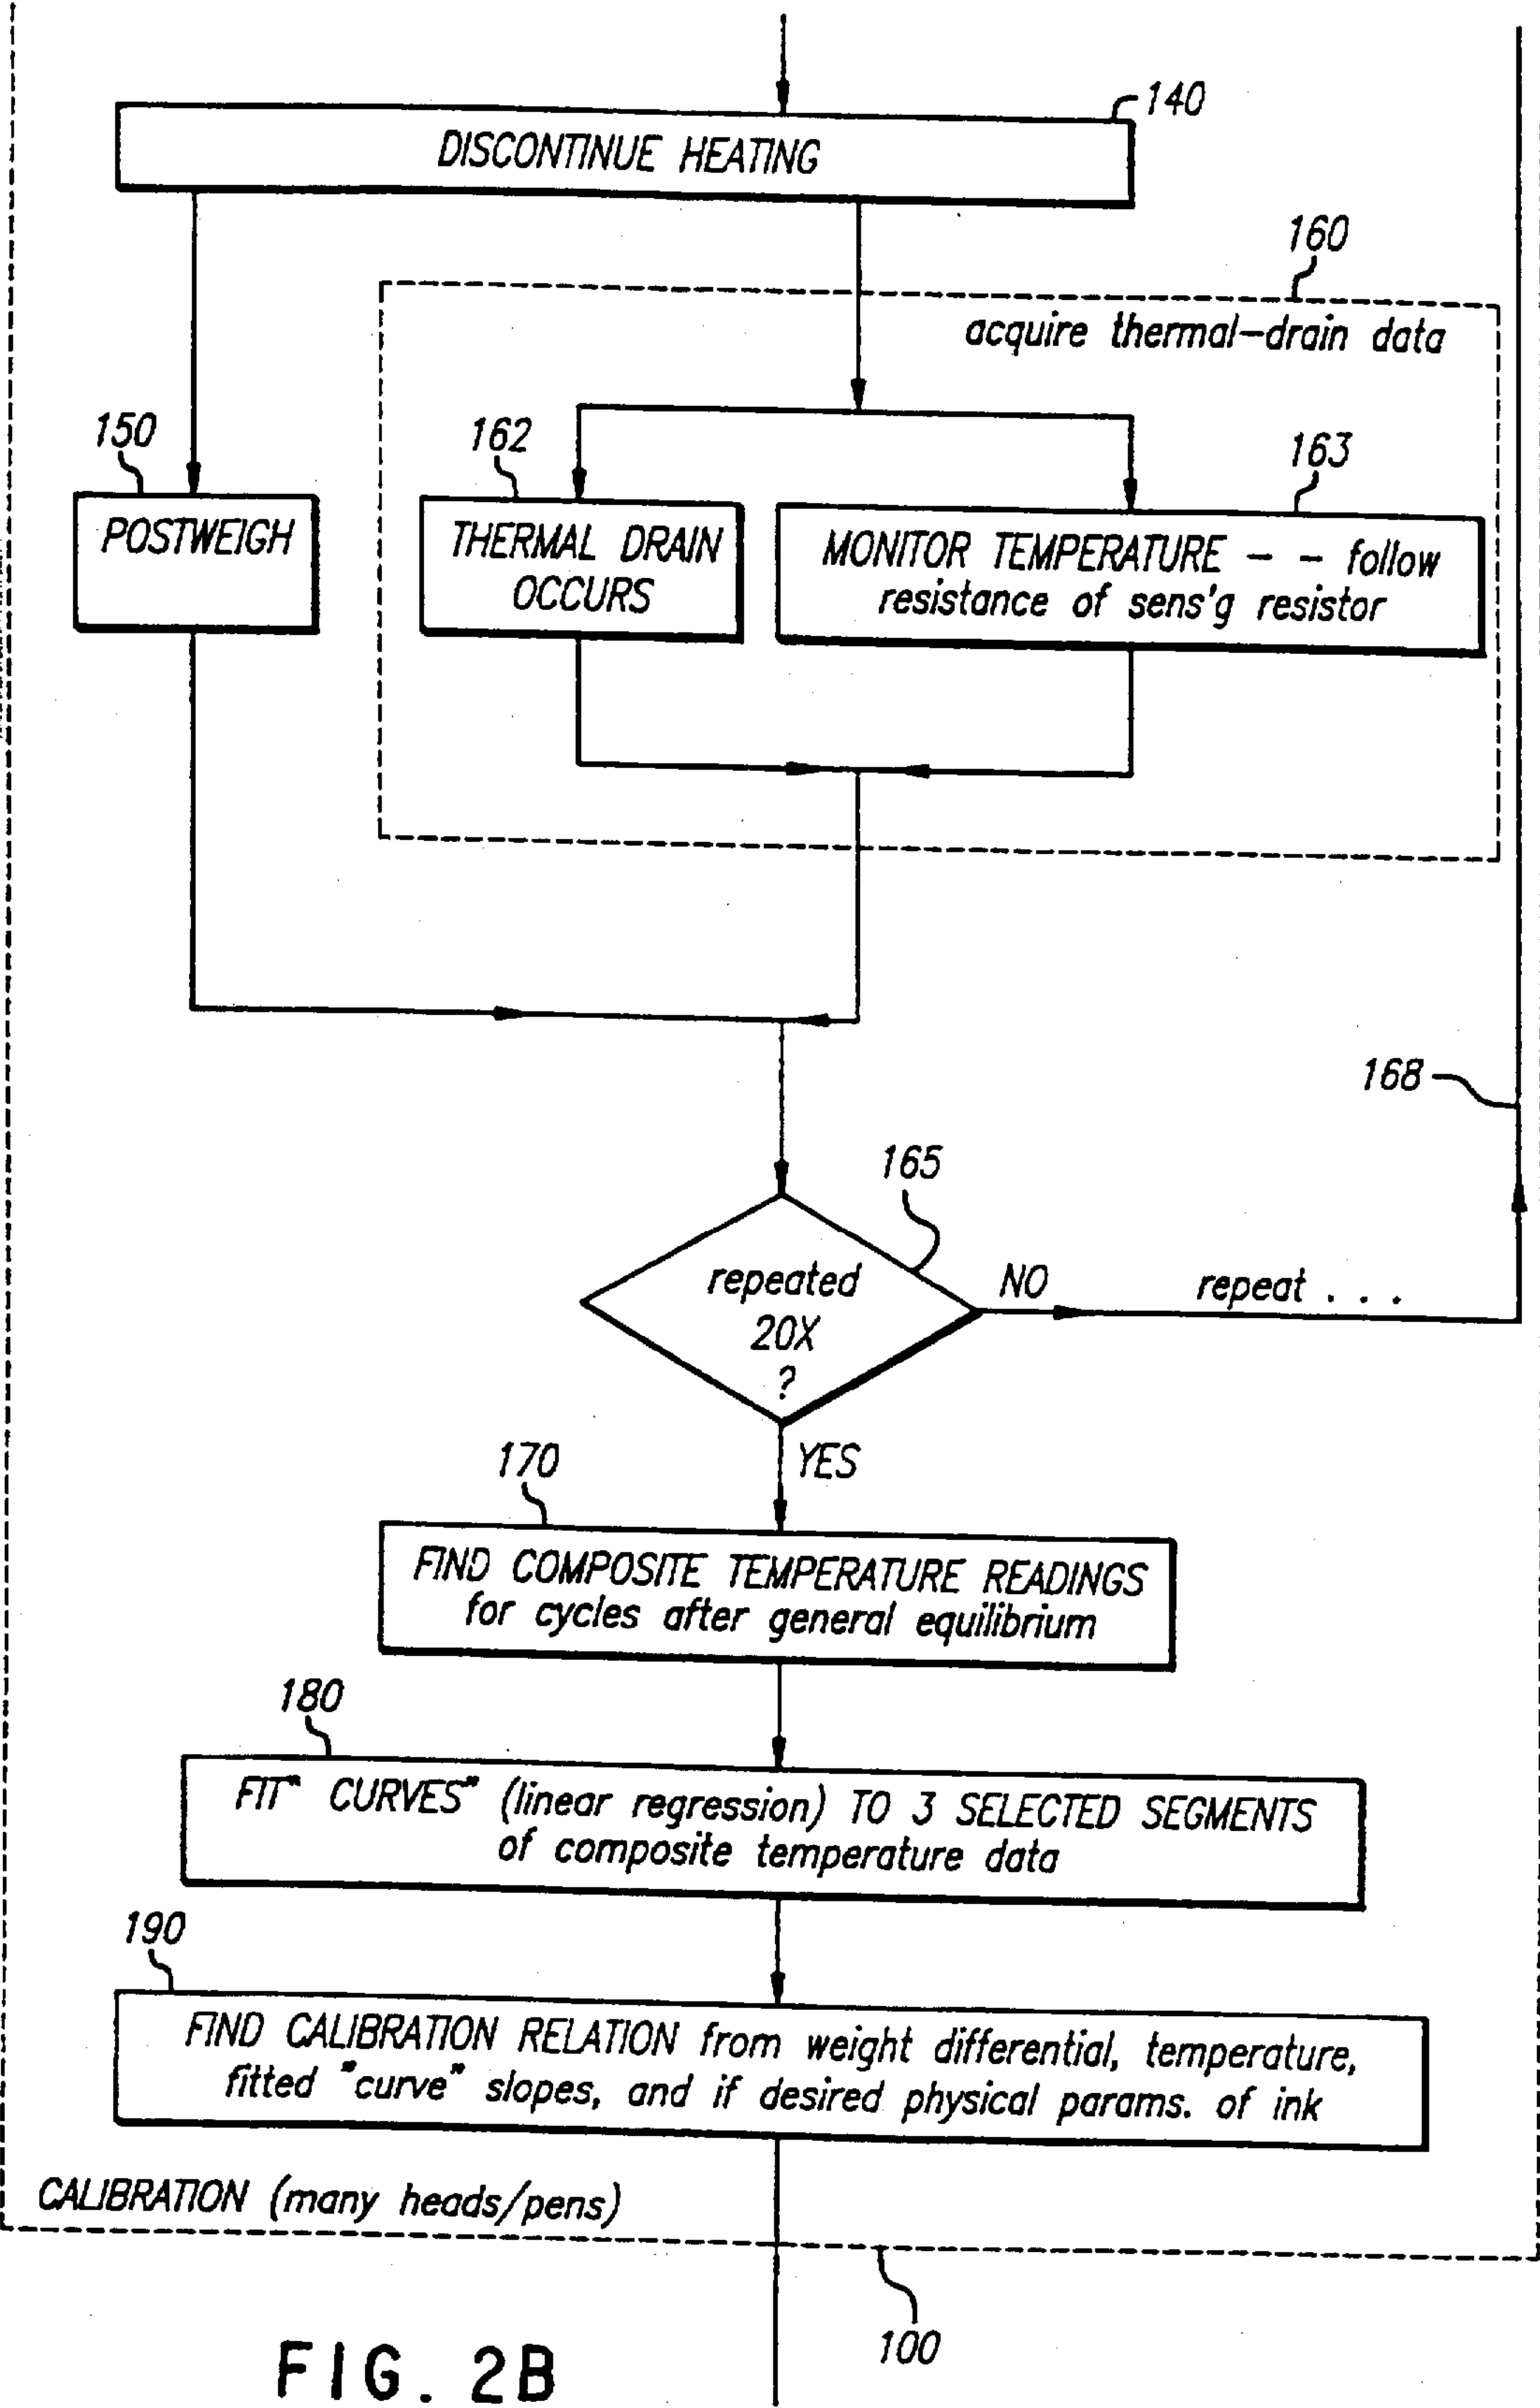 140
DISCONTINUE HEATING
160
acquire thermal-drain data
150
162
163
POSTWEIGH
THERMAL DRAIN
OCCURS
MONITOR TEMPERATURE - - follow
resistance of sens'g resistor
168
165
repeated
20X
?
NO
repeat . . .
YES
170
FIND COMPOSITE TEMPERATURE READINGS
for cycles after general equilibrium
180
FIT" CURVES" (linear regression) TO 3 SELECTED SEGMENTS
of composite temperature data
190
FIND CALIBRATION RELATION from weight differential, temperature,
fitted "curve" slopes, and if desired physical params. of ink
CALIBRATION (many heads/pens)
100
FIG. 2B